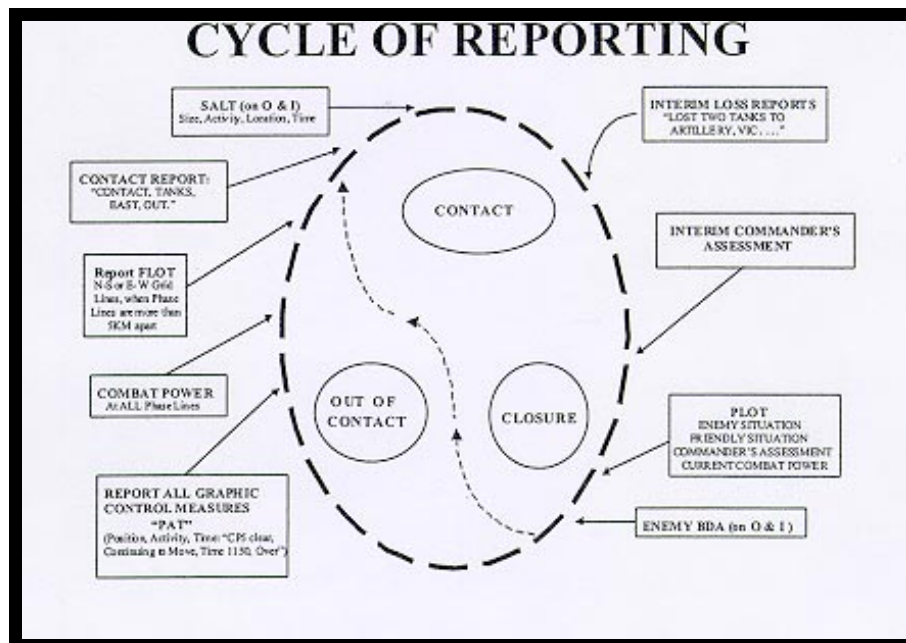 CYCLE OF REPORTING
SALT (on O & I)
Size, Activity, Location, Time
INTERIM LOSS REPORTS
"LOST TWO TANKS TO
ARTILLERY, VIC. ..."
CONTACT REPORT:
"CONTACT, TANKS,
EAST, OUT."
CONTACT
INTERIM COMMANDER'S
ASSESSMENT
Report FLOT
N-S or E-W Grid
Lines, when Phase
Lines are more than
5KM apart
COMBAT POWER
At ALL Phase Lines
OUT OF
CONTACT
CLOSURE
PLOT
ENEMY SITUATION
FRIENDLY SITUATION
COMMANDER'S ASSESSMENT
CURRENT COMBAT POWER
REPORT ALL GRAPHIC
CONTROL MEASURES
"PAT"
(Position, Activity, Time: "CP5 clear,
Continuing to Move, Time 1150, Over")
ENEMY BDA (on O & I )